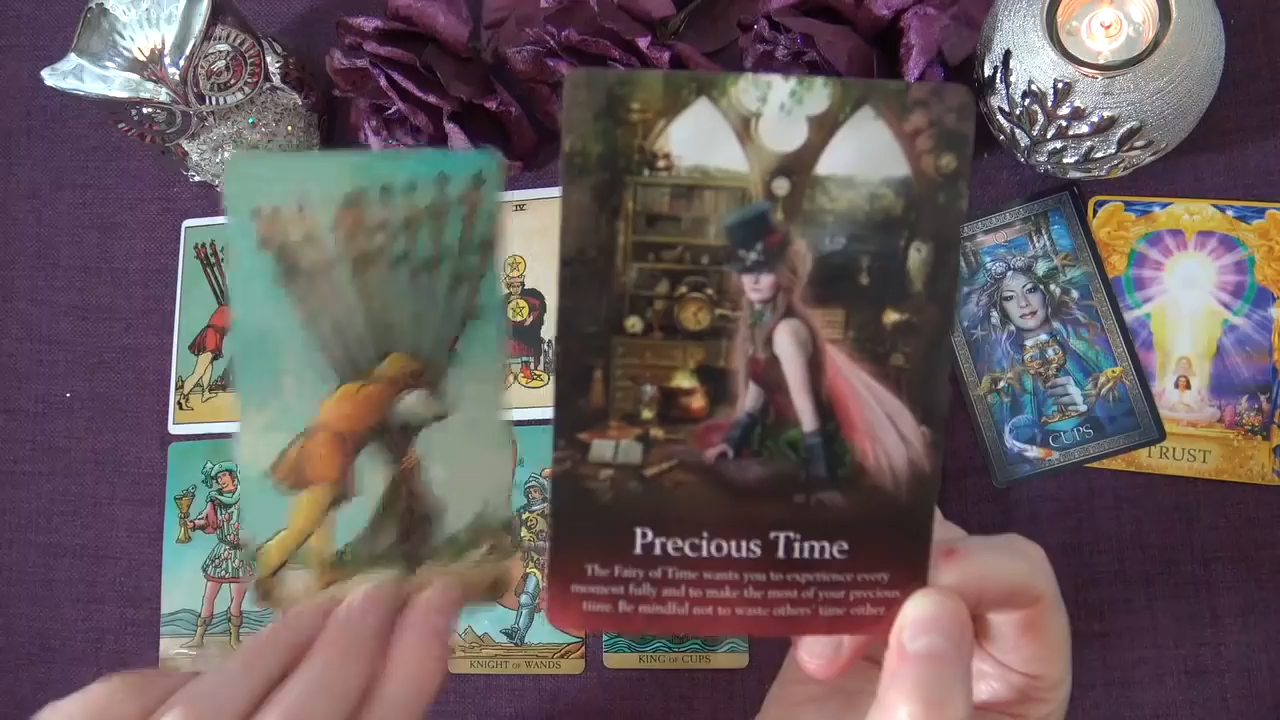 IV
Q
CUPS
TRUST
Precious Time
The Fairy of Time wants you to experience every
moment fully and to make the most of your precious
time. Be mindful not to waste others' time either
KNIGHT OF WANDS
KING OF CUPS